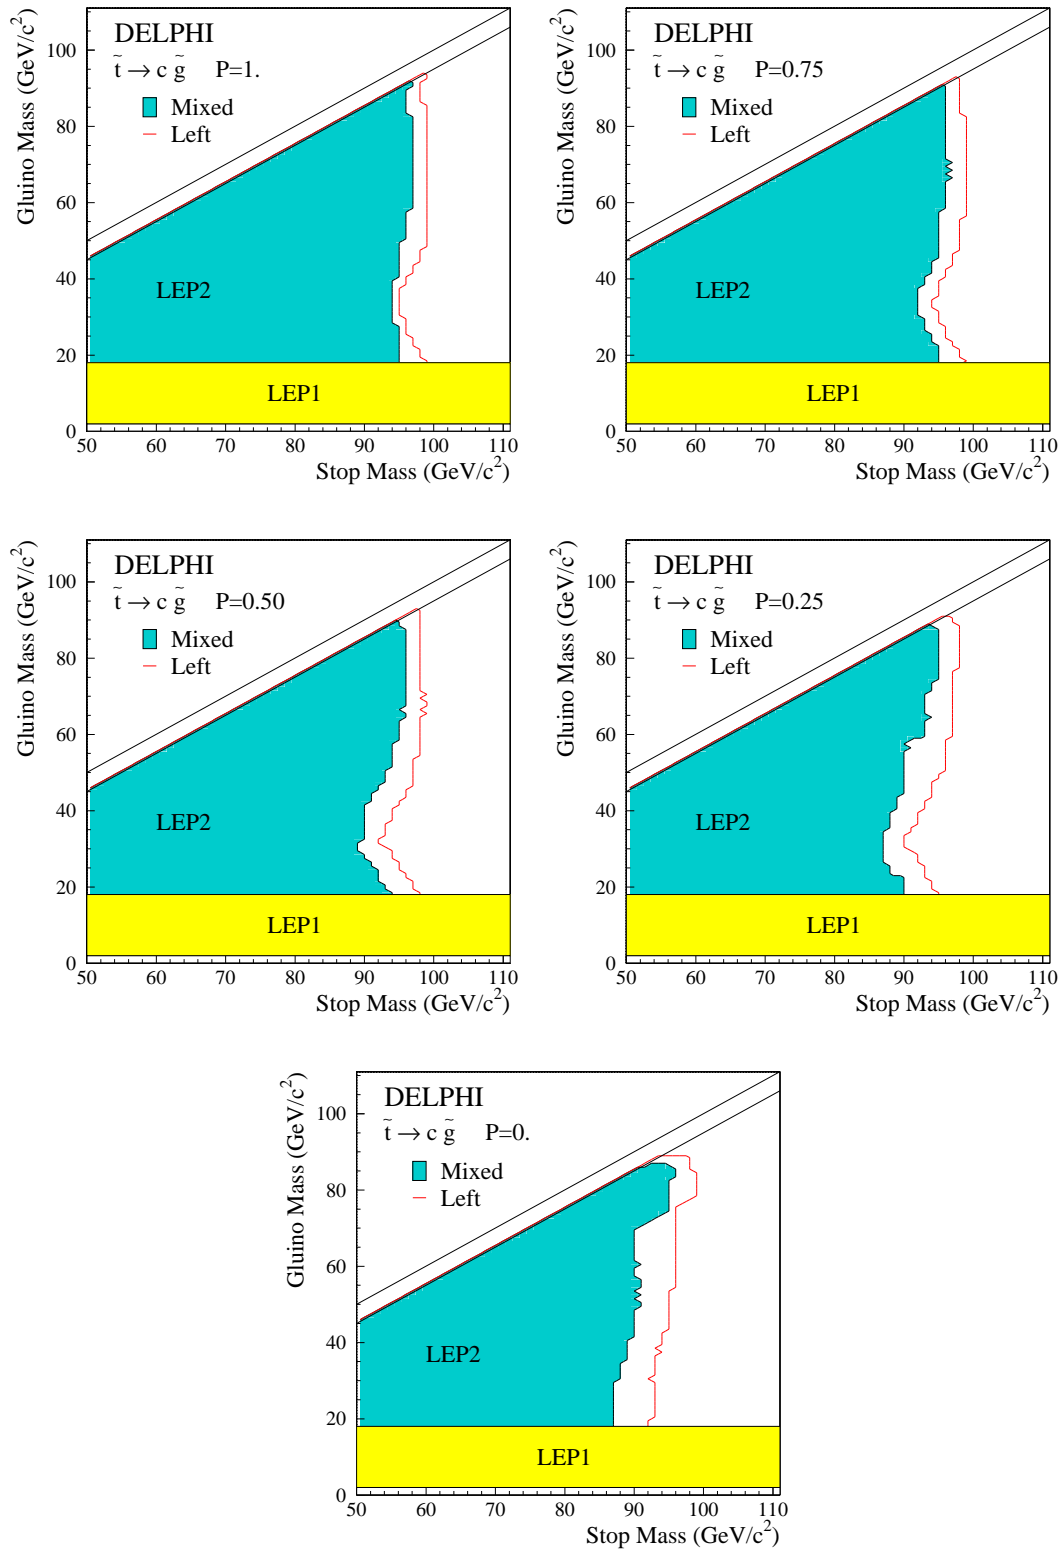 Gluino Mass (GeV/c²)
DELPHI
t̃ → c g̃ P=1.
Mixed
Left
LEP2
LEP1
0
20
40
60
80
100
50 60 70 80 90 100 110
Stop Mass (GeV/c²)
Gluino Mass (GeV/c²)
DELPHI
t̃ → c g̃ P=0.75
Mixed
Left
LEP2
LEP1
0
20
40
60
80
100
50 60 70 80 90 100 110
Stop Mass (GeV/c²)
Gluino Mass (GeV/c²)
DELPHI
t̃ → c g̃ P=0.50
Mixed
Left
LEP2
LEP1
0
20
40
60
80
100
50 60 70 80 90 100 110
Stop Mass (GeV/c²)
Gluino Mass (GeV/c²)
DELPHI
t̃ → c g̃ P=0.25
Mixed
Left
LEP2
LEP1
0
20
40
60
80
100
50 60 70 80 90 100 110
Stop Mass (GeV/c²)
Gluino Mass (GeV/c²)
DELPHI
t̃ → c g̃ P=0.
Mixed
Left
LEP2
LEP1
0
20
40
60
80
100
50 60 70 80 90 100 110
Stop Mass (GeV/c²)